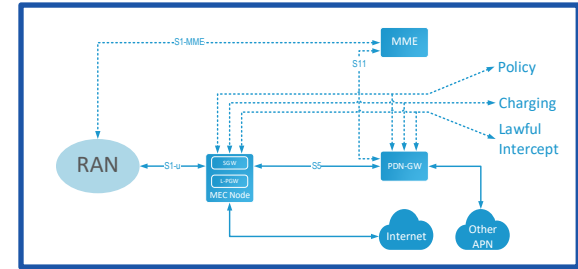 S1-MME
MME
S11
Policy
Charging
Lawful
Intercept
RAN
S1-u
SGW
L-PGW
MEC Node
S5
PDN-GW
Internet
Other
APN